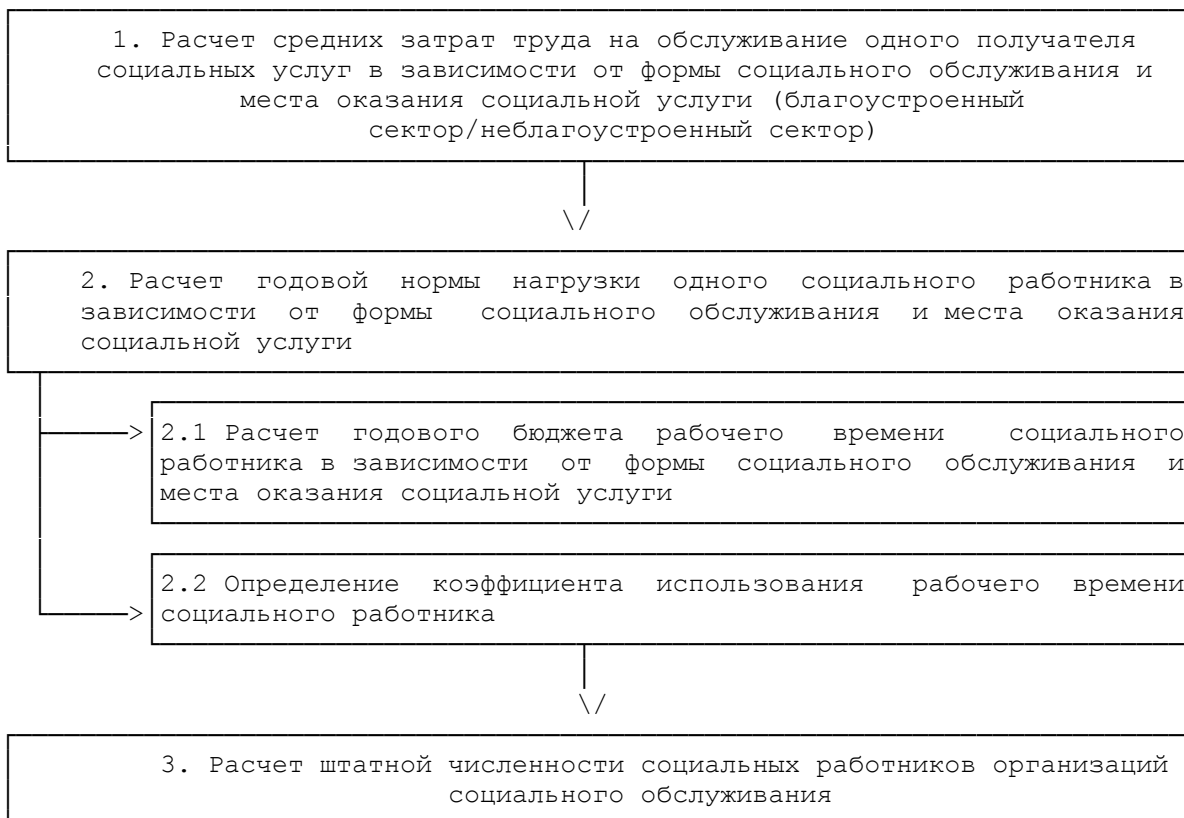 1. Расчет средних затрат труда на обслуживание одного получателя
социальных услуг в зависимости от формы социального обслуживания и
места оказания социальной услуги (благоустроенный
сектор/неблагоустроенный сектор)
2. Расчет годовой нормы нагрузки одного социального работника в
зависимости от формы социального обслуживания и места оказания
социальной услуги
2.1 Расчет годового бюджета рабочего времени социального
работника в зависимости от формы социального обслуживания и
места оказания социальной услуги
2.2 Определение коэффициента использования рабочего времени
социального работника
3. Расчет штатной численности социальных работников организаций
социального обслуживания